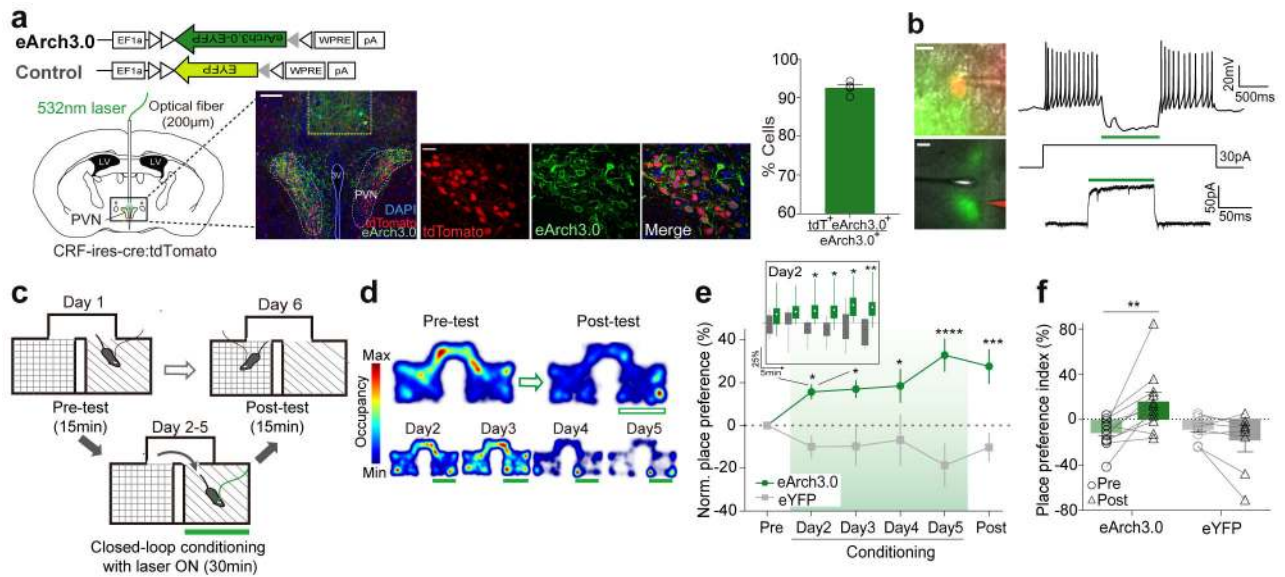 a
eArch3.0
EF1a
eArch3.0-EYFP
WPRE
pA
Control
EF1a
EYFP
WPRE
pA
532nm laser
Optical fiber
(200µm)
LV
LV
PVN
CRF-ires-cre:tdTomato
3V
PVN
DAPI
tdTomato
eArch3.0
tdTomato
eArch3.0
Merge
% Cells
100
90
80
70
60
tdT+eArch3.0+
eArch3.0+
b
20mV
500ms
30pA
50pA
50ms
c
Day 1
Day 6
Pre-test
(15min)
Post-test
(15min)
Day 2-5
Closed-loop conditioning
with laser ON (30min)
d
Pre-test
Post-test
Max
Occupancy
Min
Day2
Day3
Day4
Day5
e
Day2
* * * **
25%
5min
Norm. place preference (%)
40
20
0
-20
-40
* * * **** ***
eArch3.0
eYFP
Pre Day2 Day3 Day4 Day5 Post
Conditioning
f
**
Place preference index (%)
80
40
0
-40
-80
Pre
Post
eArch3.0
eYFP